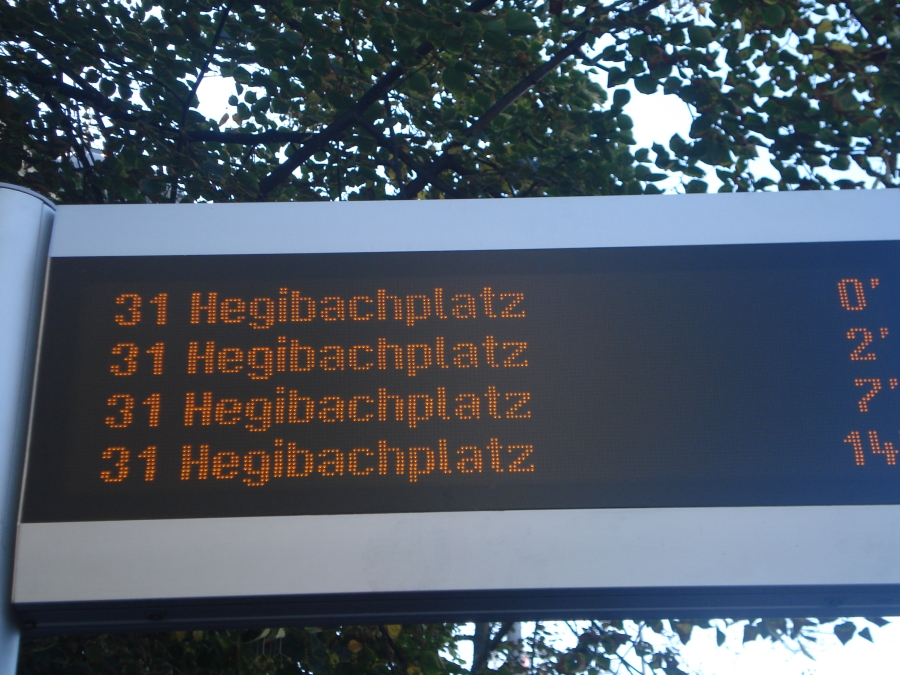 31 Hegibachplatz 0'
31 Hegibachplatz 2'
31 Hegibachplatz 7'
31 Hegibachplatz 14